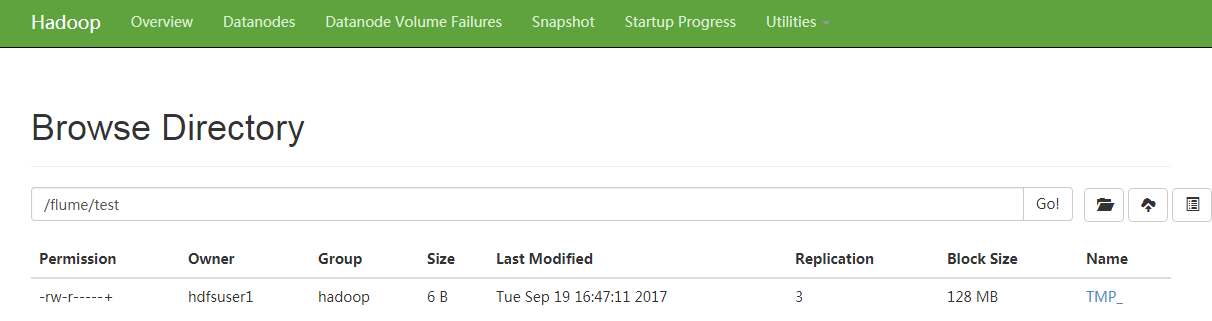 Hadoop Overview Datanodes Datanode Volume Failures Snapshot Startup Progress Utilities
Browse Directory
/flume/test Go!
Permission Owner Group Size Last Modified Replication Block Size Name
-rw-r-----+ hdfsuser1 hadoop 6 B Tue Sep 19 16:47:11 2017 3 128 MB TMP_